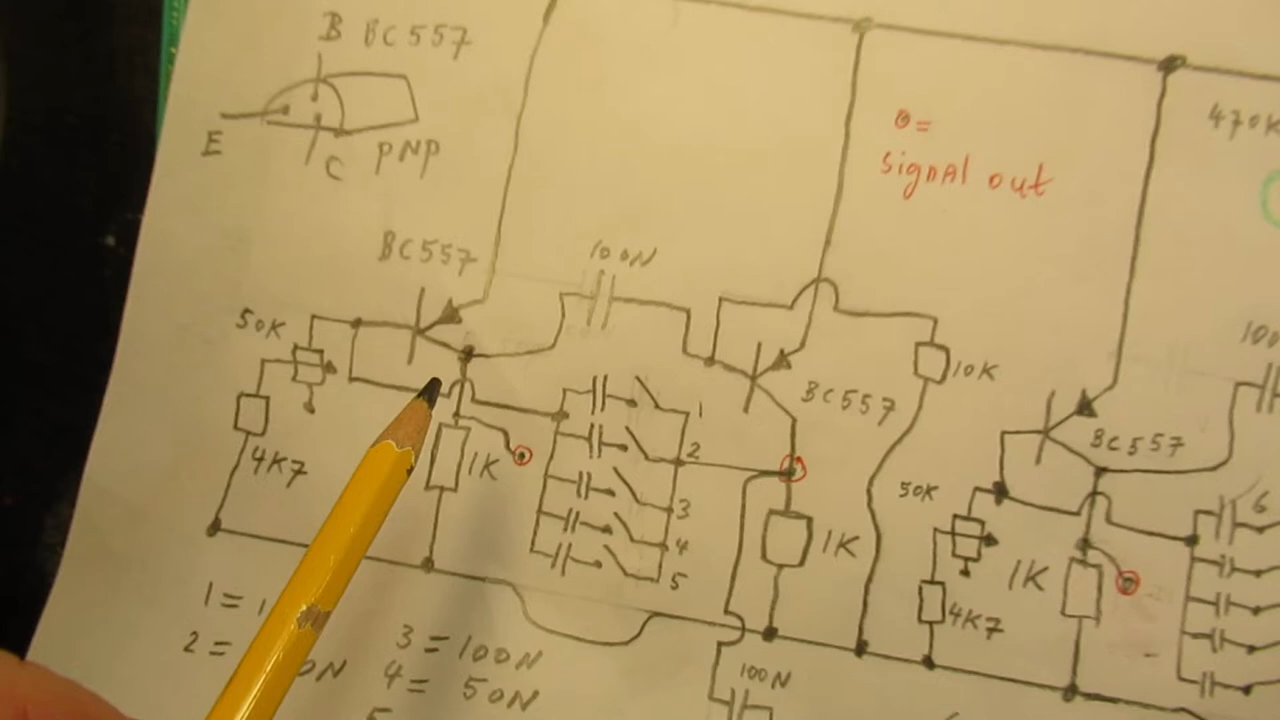 B BC557
E
C PNP
470K
0=
signal out
BC557
100N
50K
10K
BC557
4K7
1K
1
2
3
4
5
1K
BC557
50K
1K
4K7
6
1=
2=
3=100N
4= 50N
100N